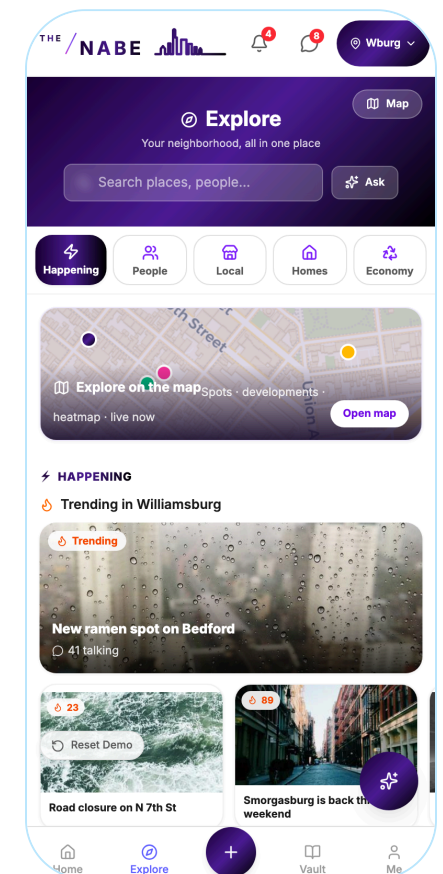 THE / NABE
4
8
Wburg
Map
Explore
Your neighborhood, all in one place
Search places, people...
Ask
Happening
People
Local
Homes
Economy
th Street
Union A
Explore on the map Spots · developments ·
heatmap · live now
Open map
HAPPENING
Trending in Williamsburg
Trending
New ramen spot on Bedford
41 talking
23
89
Reset Demo
Road closure on N 7th St
Smorgasburg is back th
weekend
Home
Explore
+
Vault
Me